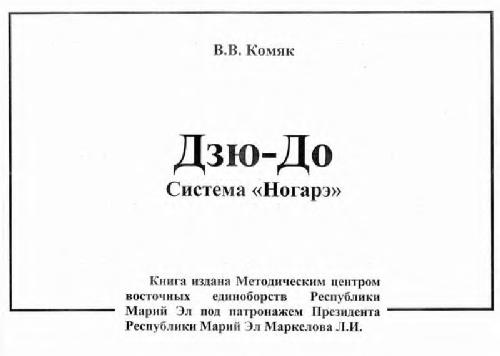 В.В. Комяк
Дзю-До
Система «Ногарэ»
Книга издана Методическим центром
восточных единоборств Республики
Марий Эл под патронажем Президента
Республики Марий Эл Маркелова Л.И.